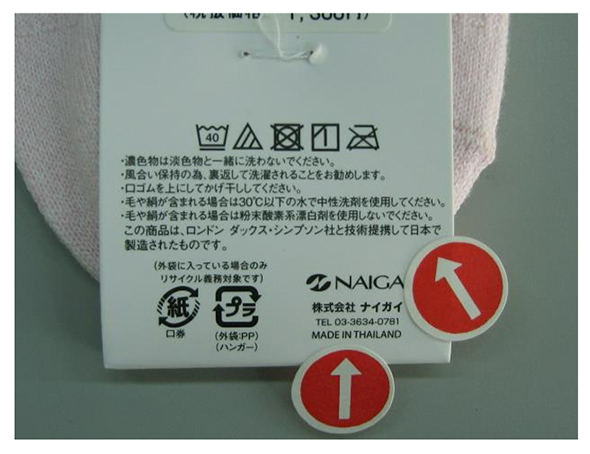 40
・濃色物は淡色物と一緒に洗わないでください。
・風合い保持の為、裏返して洗濯されることをお勧めします。
・口ゴムを上にしてかげ干ししてください。
・毛や絹が含まれる場合は30℃以下の水で中性洗剤を使用してください。
・毛や絹が含まれる場合は粉末酸素系漂白剤を使用しないでください。
この商品は、ロンドン ダックス・シンプソン社と技術提携して日本で
製造されたものです。
(外袋に入っている場合のみ
リサイクル義務対象です)
紙
口券
プラ
(外袋:PP)
(ハンガー)
NAIGA
株式会社 ナイガイ
TEL 03-3634-0781
MADE IN THAILAND